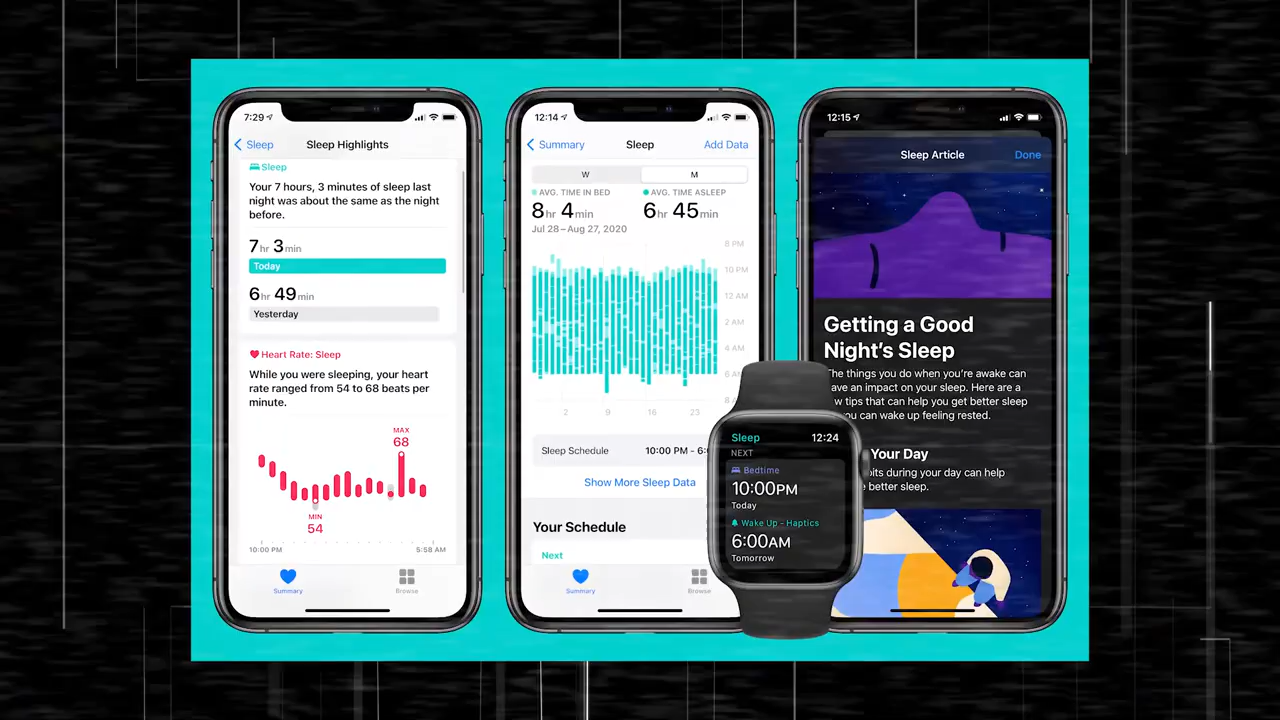 7:29
Sleep
Sleep Highlights
Sleep
Your 7 hours, 3 minutes of sleep last
night was about the same as the night
before.
7 hr 3 min
Today
6 hr 49 min
Yesterday
Heart Rate: Sleep
While you were sleeping, your heart
rate ranged from 54 to 68 beats per
minute.
MAX
68
MIN
54
10:00 PM
5:58 AM
Summary
Browse
12:14
Summary
Sleep
Add Data
W
M
AVG. TIME IN BED
AVG. TIME ASLEEP
8 hr 4 min
6 hr 45 min
Jul 28 – Aug 27, 2020
8 PM
10 PM
12 AM
2 AM
4 AM
6 AM
8
2
9
16
23
Sleep Schedule
10:00 PM - 6:
Show More Sleep Data
Your Schedule
Next
Summary
Browse
Sleep
12:24
NEXT
Bedtime
10:00PM
Today
Wake Up - Haptics
6:00AM
Tomorrow
12:15
Sleep Article
Done
Getting a Good
Night's Sleep
The things you do when you're awake can
have an impact on your sleep. Here are a
few tips that can help you get better sleep
you can wake up feeling rested.
Your Day
during your day can help
better sleep.